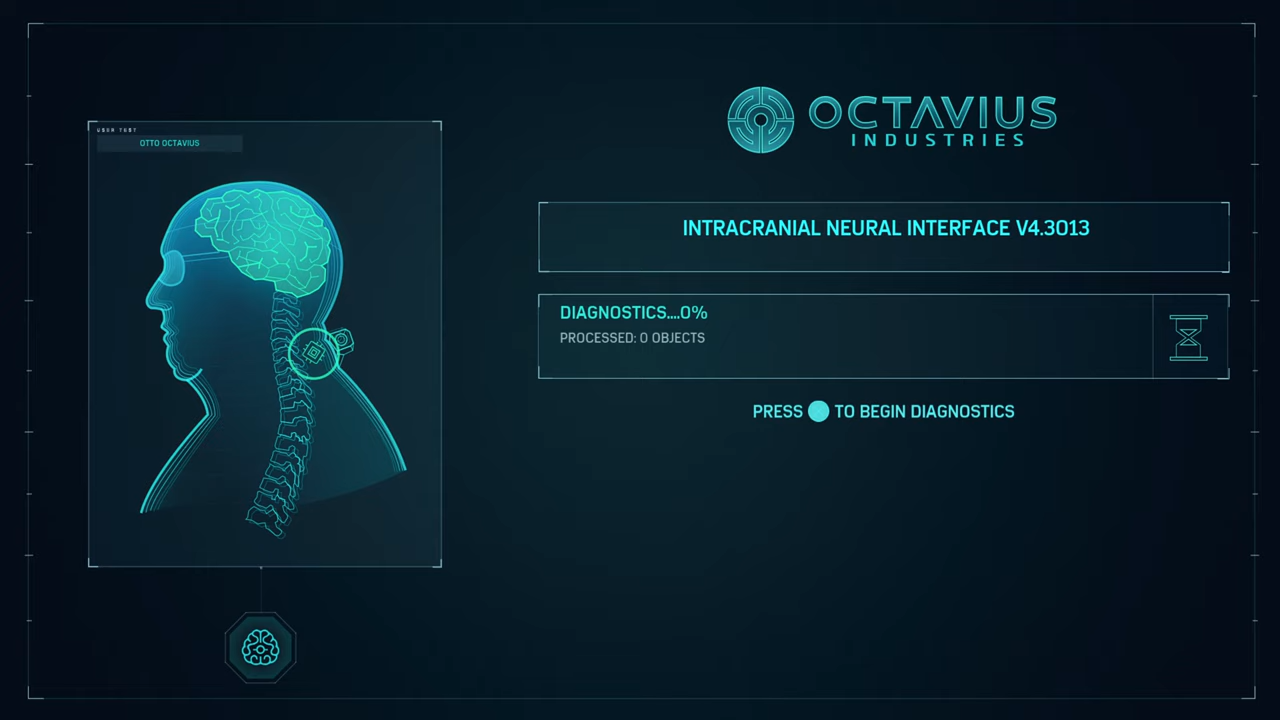 OCTAVIUS
INDUSTRIES
OTTO OCTAVIUS
INTRACRANIAL NEURAL INTERFACE V4.3013
DIAGNOSTICS....0%
PROCESSED: 0 OBJECTS
PRESS TO BEGIN DIAGNOSTICS